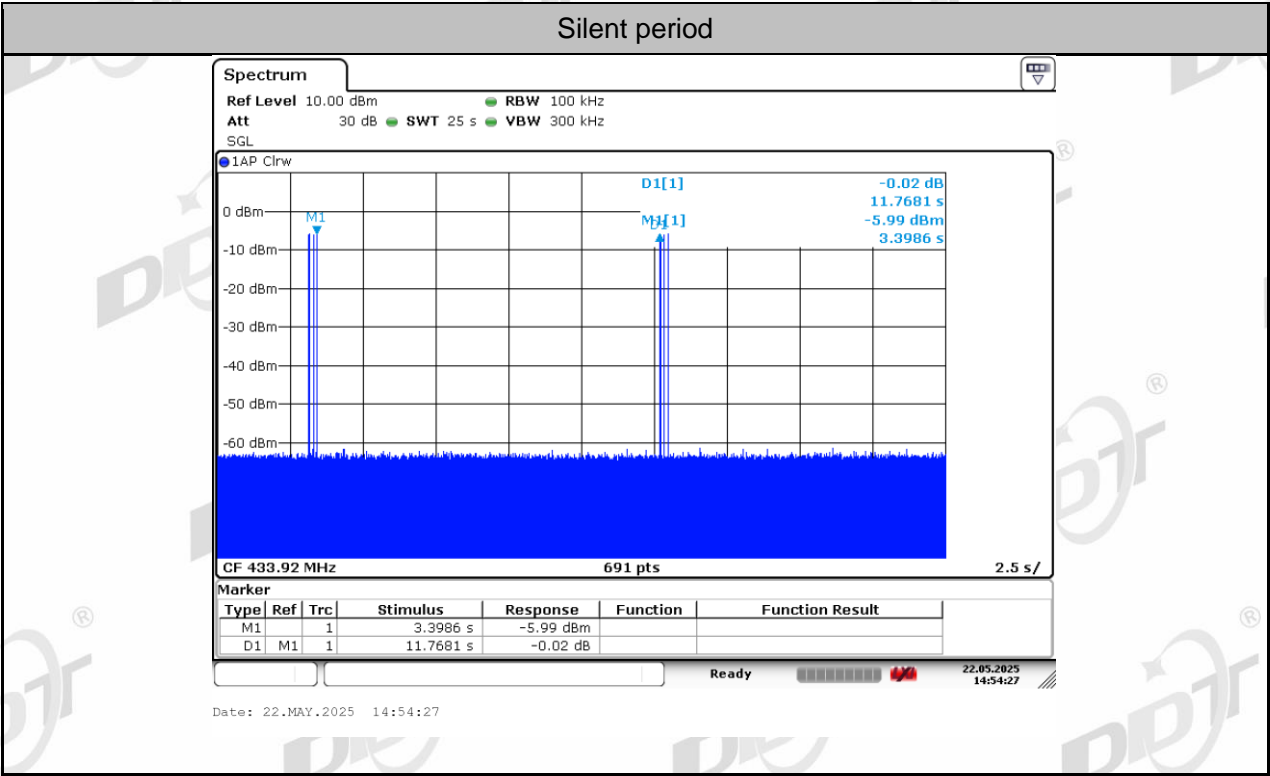 Silent period
Spectrum
Ref Level 10.00 dBm RBW 100 kHz
Att 30 dB SWT 25 s VBW 300 kHz
SGL
1AP Clrw
D1[1] -0.02 dB
11.7681 s
M1[1] -5.99 dBm
3.3986 s
0 dBm
M1
D1
-10 dBm
-20 dBm
-30 dBm
-40 dBm
-50 dBm
-60 dBm
CF 433.92 MHz 691 pts 2.5 s/
Marker
Type Ref Trc Stimulus Response Function Function Result
M1 1 3.3986 s -5.99 dBm
D1 M1 1 11.7681 s -0.02 dB
Ready 22.05.2025
14:54:27
Date: 22.MAY.2025 14:54:27
DDT
®